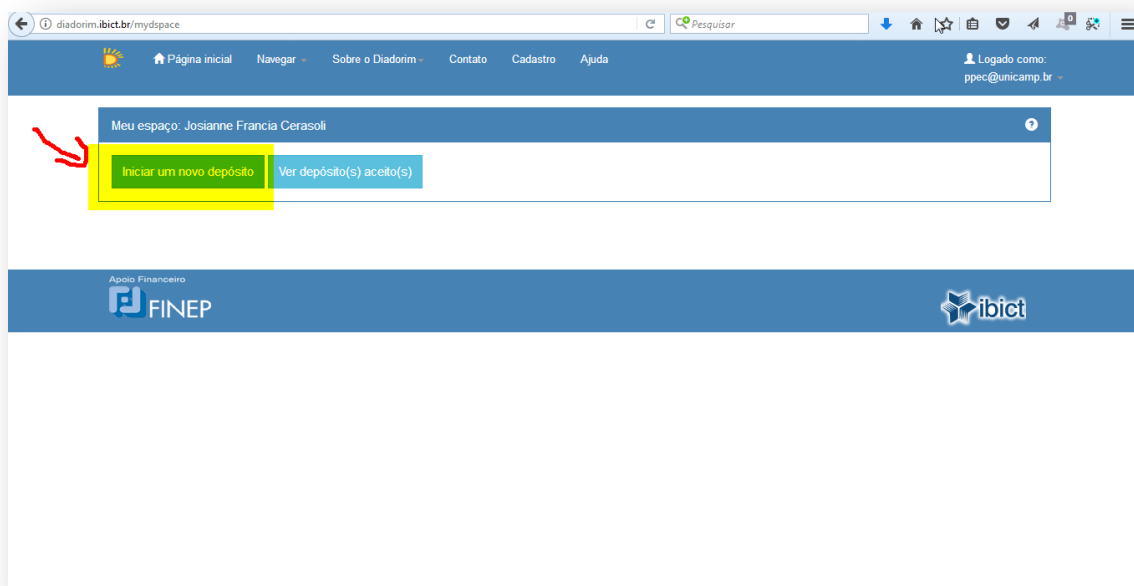 diadorim.ibict.br/mydspace
Pesquisar
0
Página inicial Navegar Sobre o Diadorim Contato Cadastro Ajuda
Logado como:
ppec@unicamp.br
Meu espaço: Josianne Francia Cerasoli
?
Iniciar um novo depósito Ver depósito(s) aceito(s)
Apoio Financeiro
FINEP
ibict